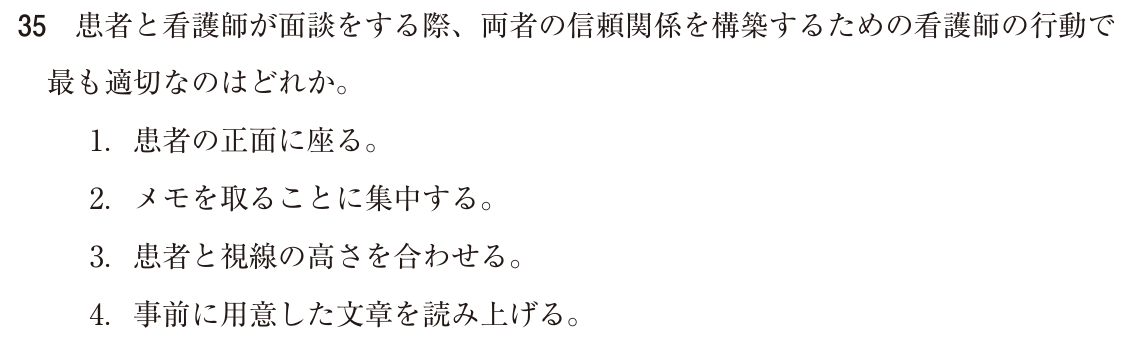 35 患者と看護師が面談をする際、両者の信頼関係を構築するための看護師の行動で
最も適切なのはどれか。
1. 患者の正面に座る。
2. メモを取ることに集中する。
3. 患者と視線の高さを合わせる。
4. 事前に用意した文章を読み上げる。